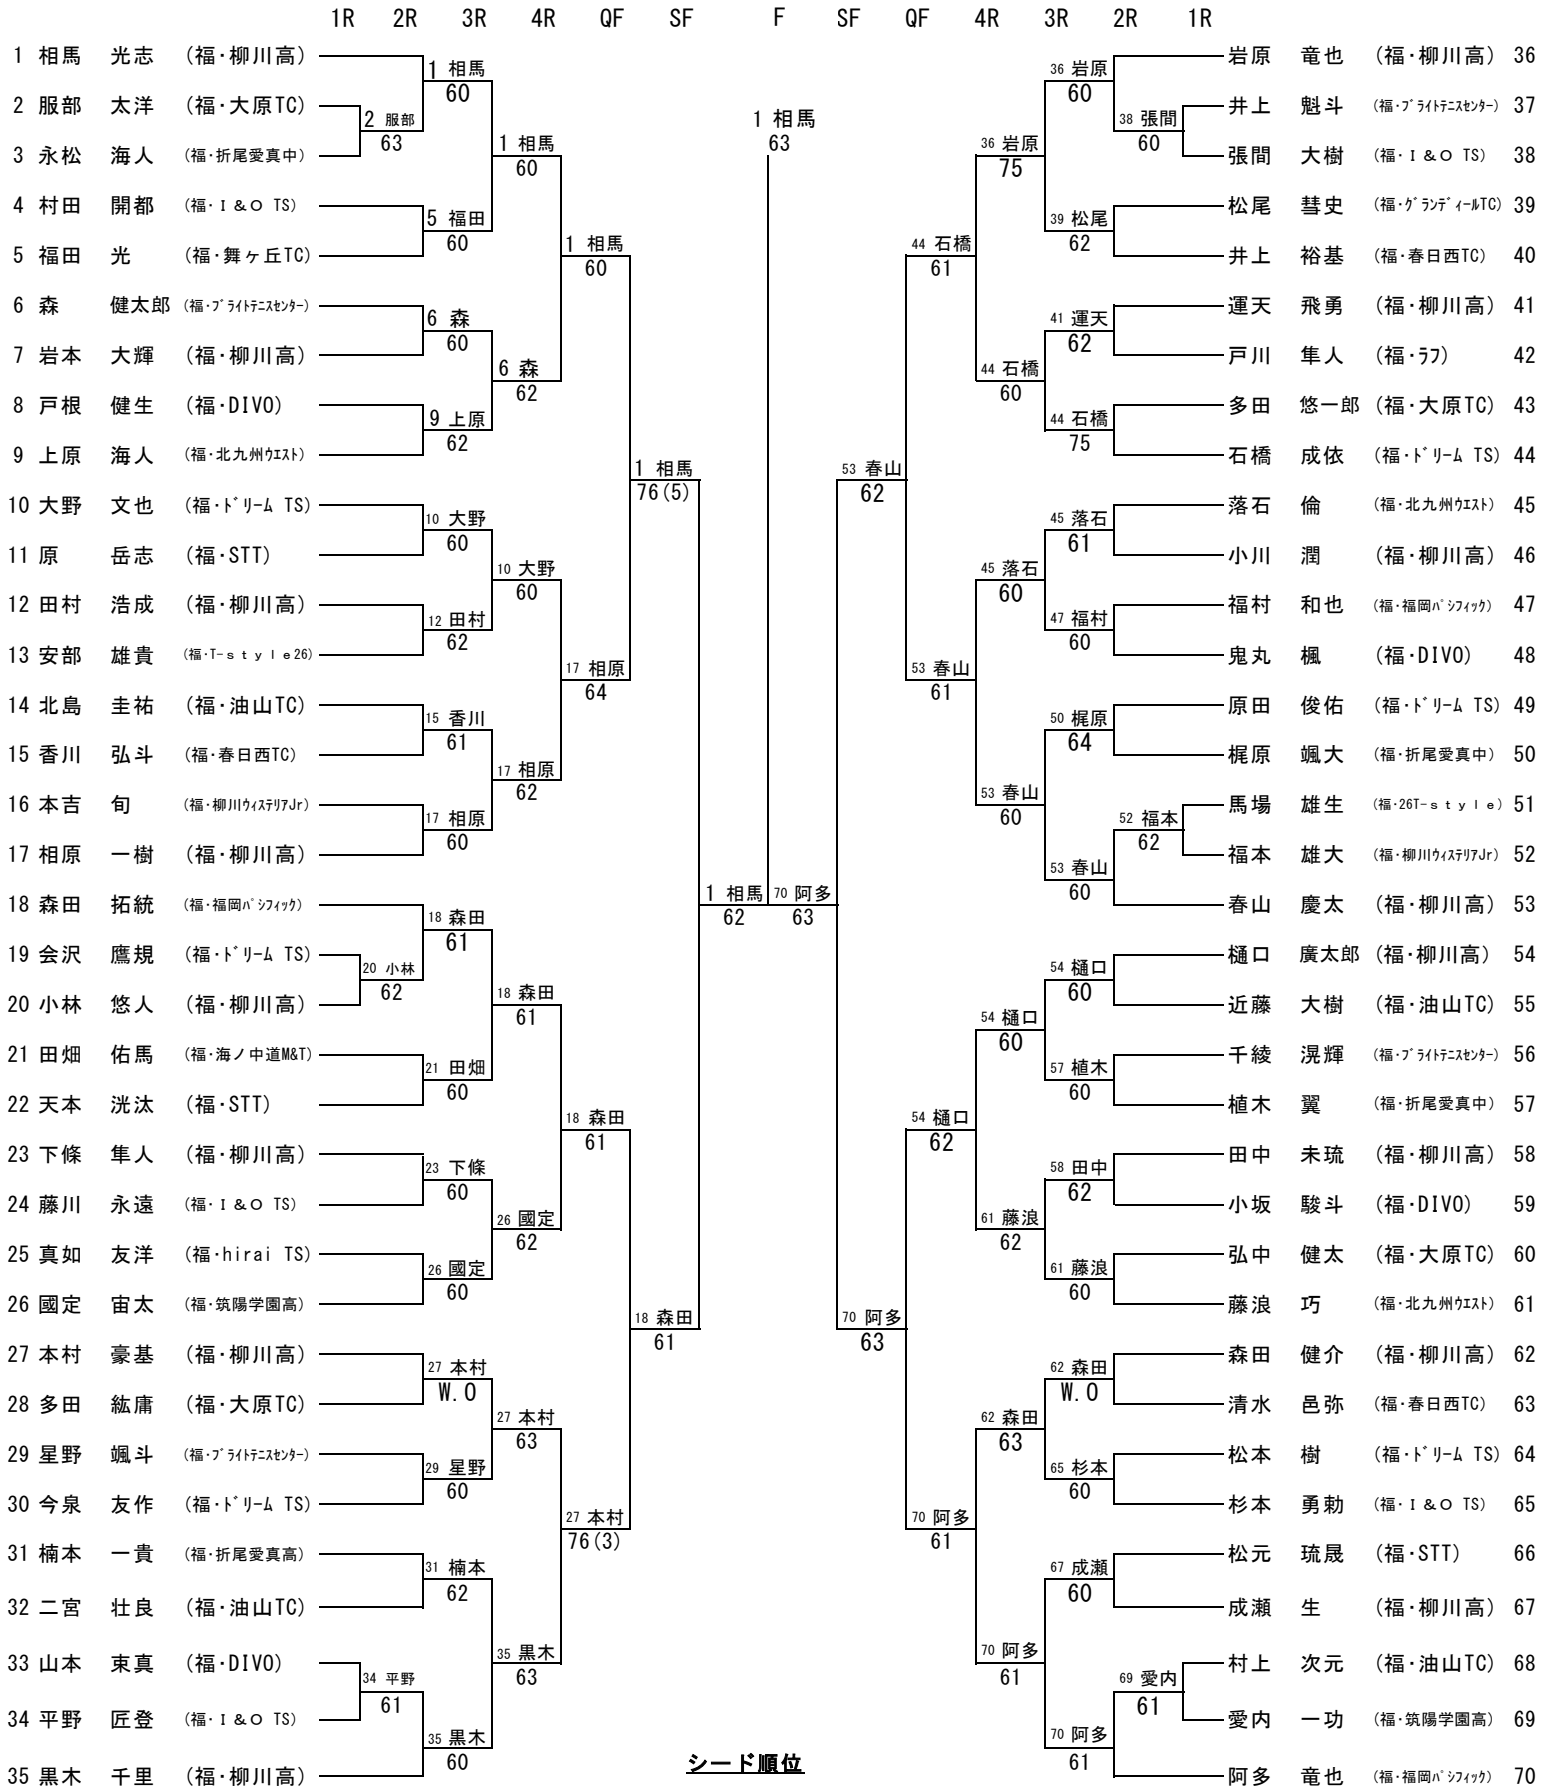 1R 2R 3R 4R QF SF F SF QF 4R 3R 2R 1R
1 相馬 光志 (福・柳川高)
2 服部 太洋 (福・大原TC)
3 永松 海人 (福・折尾愛真中)
4 村田 開都 (福・I&O TS)
5 福田 光 (福・舞ヶ丘TC)
6 森 健太郎 (福・ブライトテニスセンター)
7 岩本 大輝 (福・柳川高)
8 戸根 健生 (福・DIVO)
9 上原 海人 (福・北九州ウエスト)
10 大野 文也 (福・ドリーム TS)
11 原 岳志 (福・STT)
12 田村 浩成 (福・柳川高)
13 安部 雄貴 (福・T-style26)
14 北島 圭祐 (福・油山TC)
15 香川 弘斗 (福・春日西TC)
16 本吉 旬 (福・柳川ウィステリアJr)
17 相原 一樹 (福・柳川高)
18 森田 拓統 (福・福岡パシフィック)
19 会沢 鷹規 (福・ドリーム TS)
20 小林 悠人 (福・柳川高)
21 田畑 佑馬 (福・海ノ中道M&T)
22 天本 洸汰 (福・STT)
23 下條 隼人 (福・柳川高)
24 藤川 永遠 (福・I&O TS)
25 真如 友洋 (福・hirai TS)
26 國定 宙太 (福・筑陽学園高)
27 本村 豪基 (福・柳川高)
28 多田 紘庸 (福・大原TC)
29 星野 颯斗 (福・ブライトテニスセンター)
30 今泉 友作 (福・ドリーム TS)
31 楠本 一貴 (福・折尾愛真高)
32 二宮 壮良 (福・油山TC)
33 山本 束真 (福・DIVO)
34 平野 匠登 (福・I&O TS)
35 黒木 千里 (福・柳川高)
2 服部
63
20 小林
62
34 平野
61
1 相馬
60
5 福田
60
6 森
60
9 上原
62
10 大野
60
12 田村
62
15 香川
61
17 相原
60
18 森田
61
21 田畑
60
23 下條
60
26 國定
60
27 本村
W.O
29 星野
60
31 楠本
62
35 黒木
60
1 相馬
60
6 森
62
10 大野
60
17 相原
62
18 森田
61
26 國定
62
27 本村
63
35 黒木
63
1 相馬
60
17 相原
64
18 森田
61
27 本村
76(3)
1 相馬
76(5)
18 森田
61
1 相馬
62
1 相馬
63
70 阿多
63
53 春山
62
70 阿多
63
44 石橋
61
53 春山
61
54 樋口
62
70 阿多
61
36 岩原
75
44 石橋
60
45 落石
60
53 春山
60
54 樋口
60
61 藤浪
62
62 森田
63
70 阿多
61
36 岩原
60
39 松尾
62
41 運天
62
44 石橋
75
45 落石
61
47 福村
60
50 梶原
64
53 春山
60
54 樋口
60
57 植木
60
58 田中
62
61 藤浪
60
62 森田
W.O
65 杉本
60
67 成瀬
60
70 阿多
61
38 張間
60
52 福本
62
69 愛内
61
岩原 竜也 (福・柳川高) 36
井上 魁斗 (福・ブライトテニスセンター) 37
張間 大樹 (福・I&O TS) 38
松尾 彗史 (福・グランディールTC) 39
井上 裕基 (福・春日西TC) 40
運天 飛勇 (福・柳川高) 41
戸川 隼人 (福・ラフ) 42
多田 悠一郎 (福・大原TC) 43
石橋 成依 (福・ドリーム TS) 44
落石 倫 (福・北九州ウエスト) 45
小川 潤 (福・柳川高) 46
福村 和也 (福・福岡パシフィック) 47
鬼丸 楓 (福・DIVO) 48
原田 俊佑 (福・ドリーム TS) 49
梶原 颯大 (福・折尾愛真中) 50
馬場 雄生 (福・26T-style) 51
福本 雄大 (福・柳川ウィステリアJr) 52
春山 慶太 (福・柳川高) 53
樋口 廣太郎 (福・柳川高) 54
近藤 大樹 (福・油山TC) 55
千綾 滉輝 (福・ブライトテニスセンター) 56
植木 翼 (福・折尾愛真中) 57
田中 未琉 (福・柳川高) 58
小坂 駿斗 (福・DIVO) 59
弘中 健太 (福・大原TC) 60
藤浪 巧 (福・北九州ウエスト) 61
森田 健介 (福・柳川高) 62
清水 邑弥 (福・春日西TC) 63
松本 樹 (福・ドリーム TS) 64
杉本 勇勅 (福・I&O TS) 65
松元 琉晟 (福・STT) 66
成瀬 生 (福・柳川高) 67
村上 次元 (福・油山TC) 68
愛内 一功 (福・筑陽学園高) 69
阿多 竜也 (福・福岡パシフィック) 70
シード順位